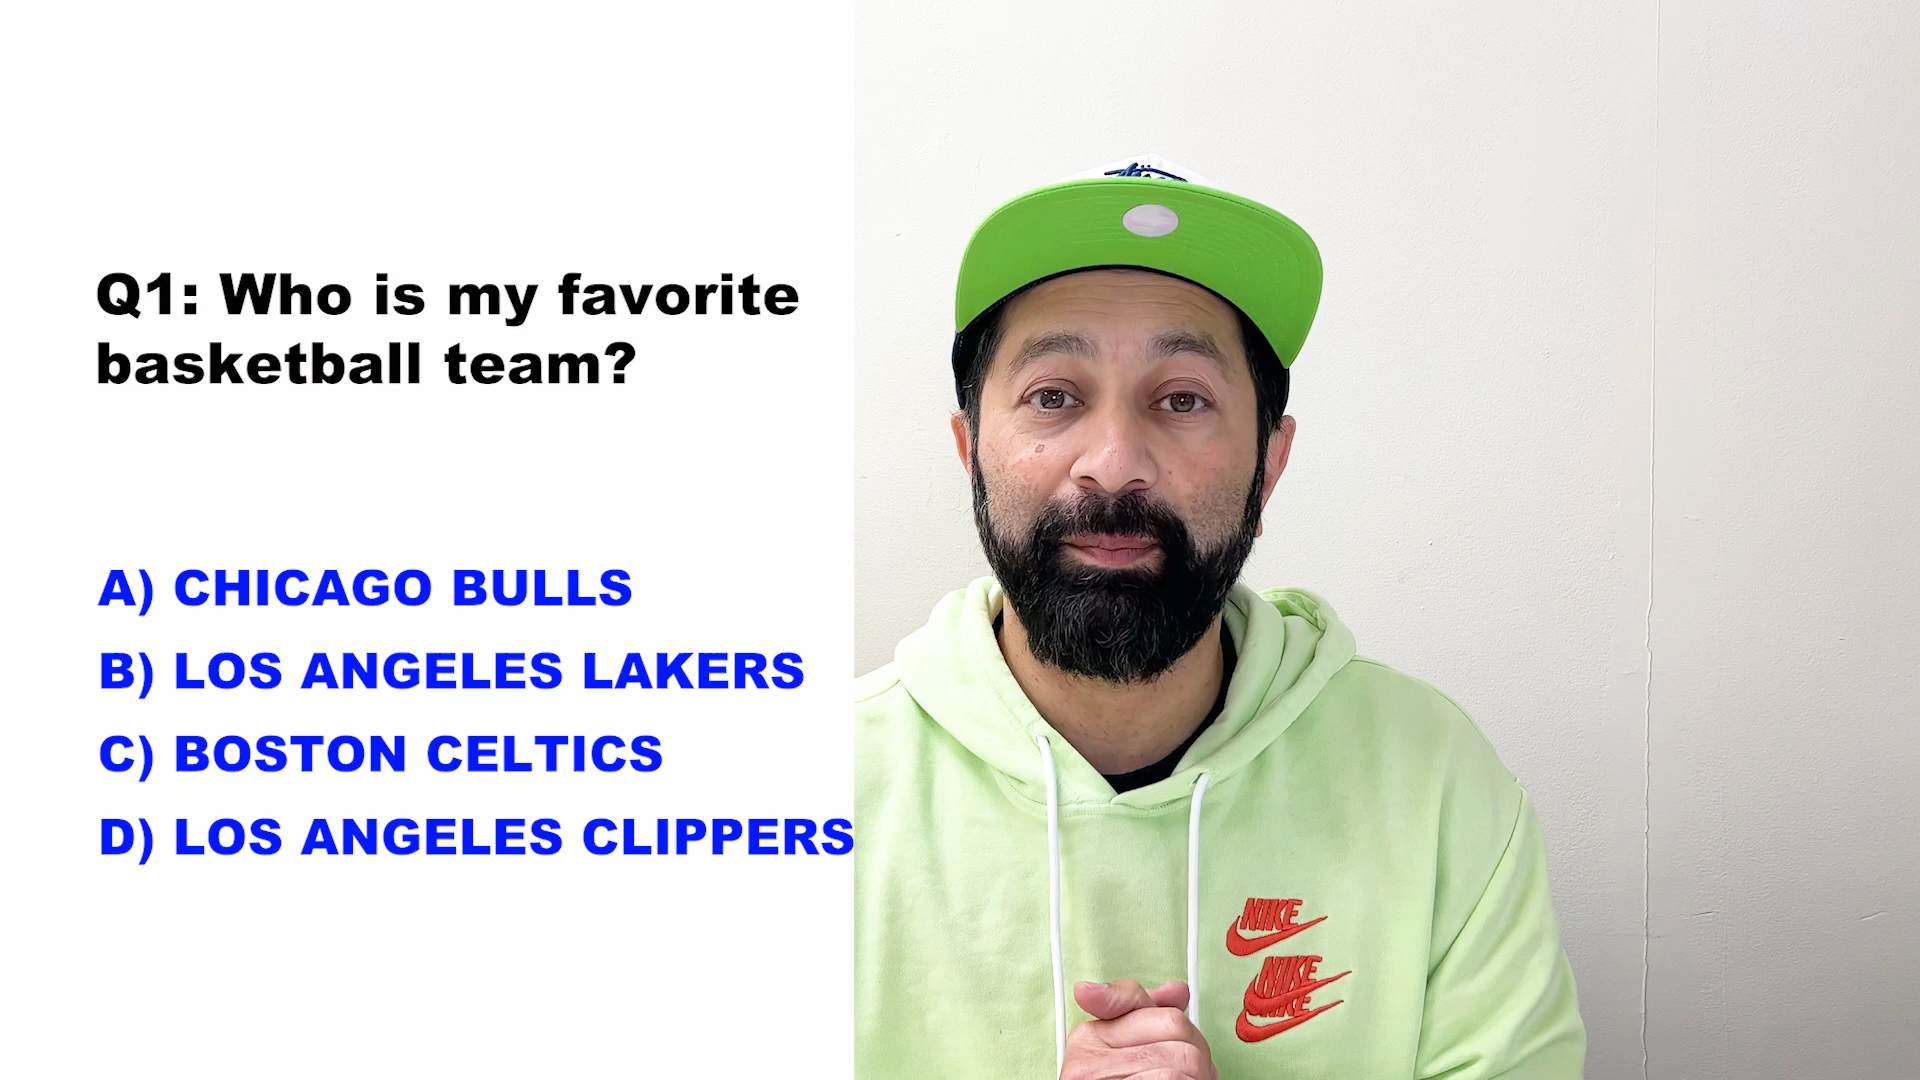 Q1: Who is my favorite
basketball team?
A) CHICAGO BULLS
B) LOS ANGELES LAKERS
C) BOSTON CELTICS
D) LOS ANGELES CLIPPERS
NIKE
NIKE
NIKE